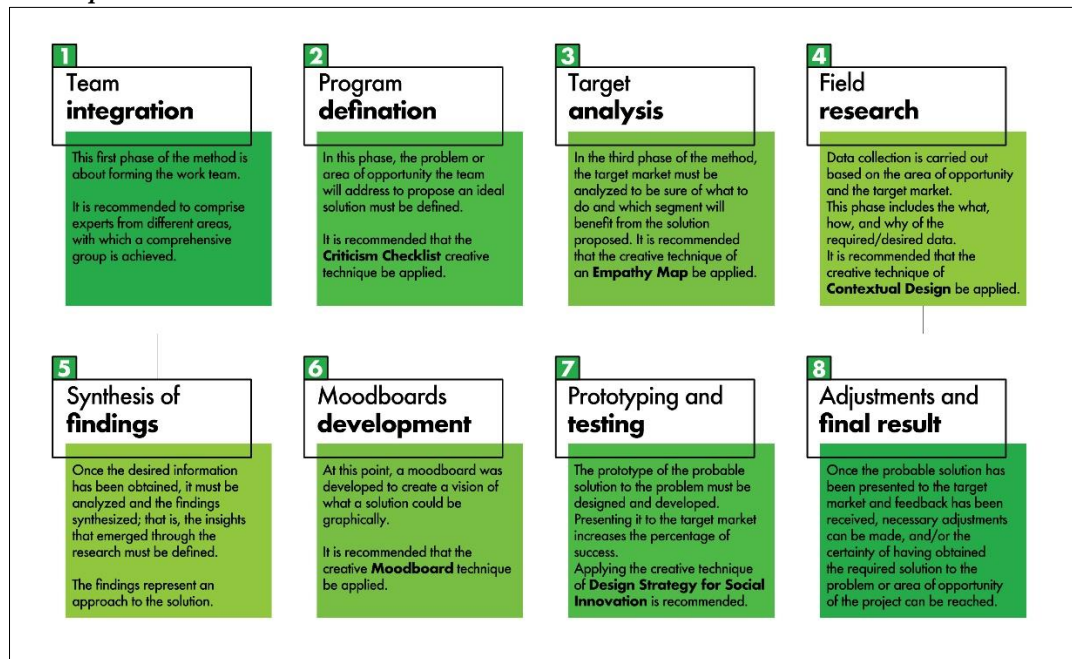 1
Team
integration
This first phase of the method is
about forming the work team.
It is recommended to comprise
experts from different areas,
with which a comprehensive
group is achieved.
2
Program
defination
In this phase, the problem or
area of opportunity the team
will address to propose an ideal
solution must be defined.
It is recommended that the
Criticism Checklist creative
technique be applied.
3
Target
analysis
In the third phase of the method,
the target market must be
analyzed to be sure of what to
do and which segment will
benefit from the solution
proposed. It is recommended
that the creative technique of
an Empathy Map be applied.
4
Field
research
Data collection is carried out
based on the area of opportunity
and the target market.
This phase includes the what,
how, and why of the
required/desired data.
It is recommended that the
creative technique of
Contextual Design be applied.
5
Synthesis of
findings
Once the desired information
has been obtained, it must be
analyzed and the findings
synthesized; that is, the insights
that emerged through the
research must be defined.
The findings represent an
approach to the solution.
6
Moodboards
development
At this point, a moodboard was
developed to create a vision of
what a solution could be
graphically.
It is recommended that the
creative Moodboard technique
be applied.
7
Prototyping and
testing
The prototype of the probable
solution to the problem must be
designed and developed.
Presenting it to the target market
increases the percentage of
success.
Applying the creative technique
of Design Strategy for Social
Innovation is recommended.
8
Adjustments and
final result
Once the probable solution has
been presented to the target
market and feedback has been
received, necessary adjustments
can be made, and/or the
certainty of having obtained
the required solution to the
problem or area of opportunity
of the project can be reached.